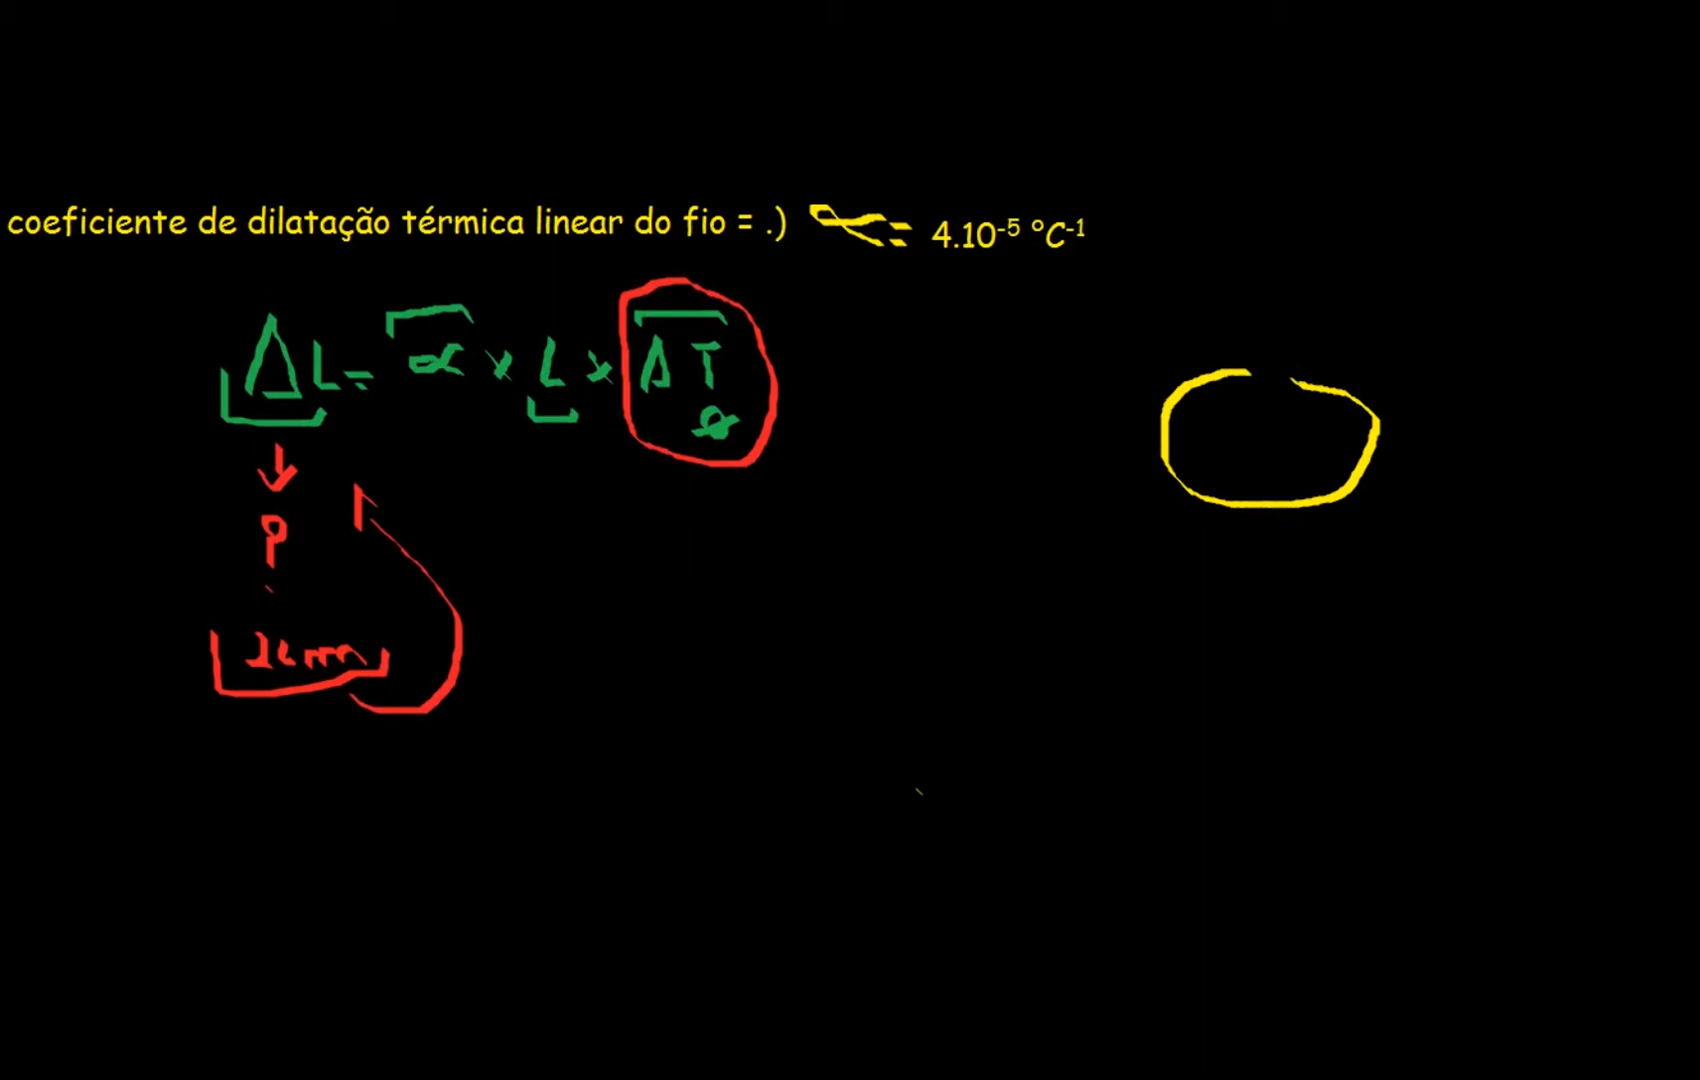 coeficiente de dilatação térmica linear do fio = .) α = 4.10⁻⁵ °C⁻¹
ΔL = α x L x ΔT
P